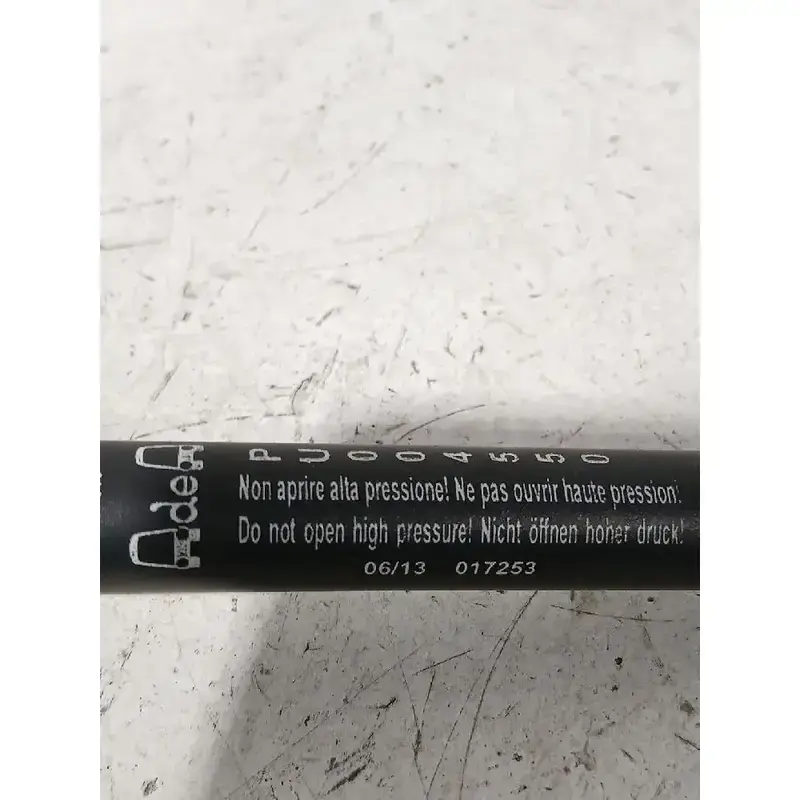 de
PU004550
Non aprire alta pressione! Ne pas ouvrir haute pression!
Do not open high pressure! Nicht öffnen hoher druck!
06/13 017253